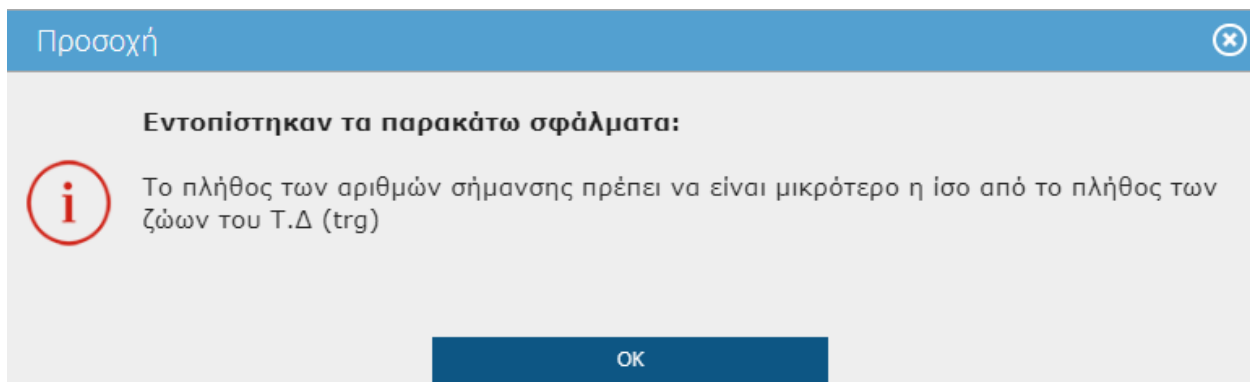 Προσοχή
Εντοπίστηκαν τα παρακάτω σφάλματα:
Το πλήθος των αριθμών σήμανσης πρέπει να είναι μικρότερο η ίσο από το πλήθος των
ζώων του Τ.Δ (trg)
OK